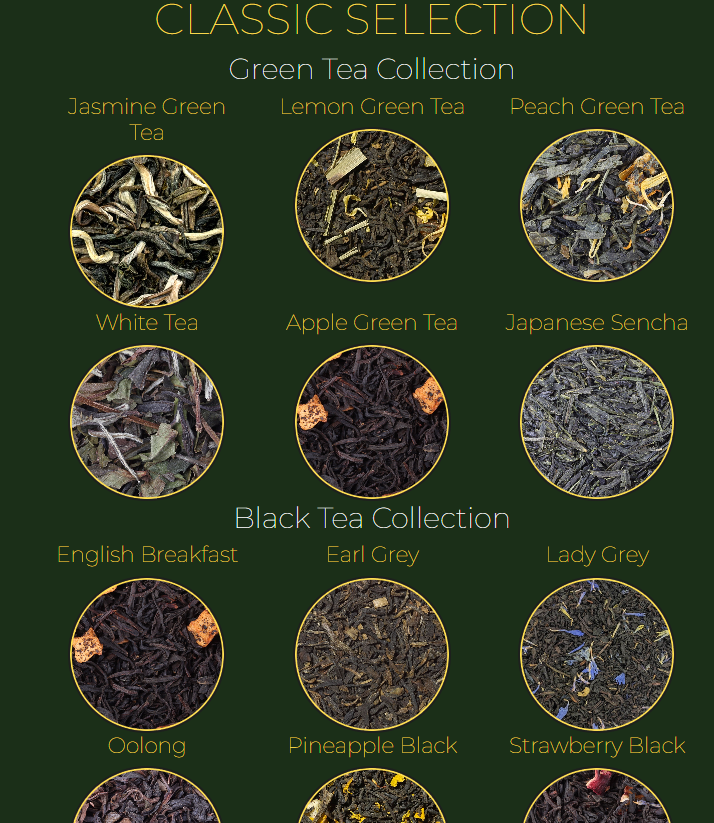 CLASSIC SELECTION
Green Tea Collection
Jasmine Green
Tea
Lemon Green Tea
Peach Green Tea
White Tea
Apple Green Tea
Japanese Sencha
Black Tea Collection
English Breakfast
Earl Grey
Lady Grey
Oolong
Pineapple Black
Strawberry Black